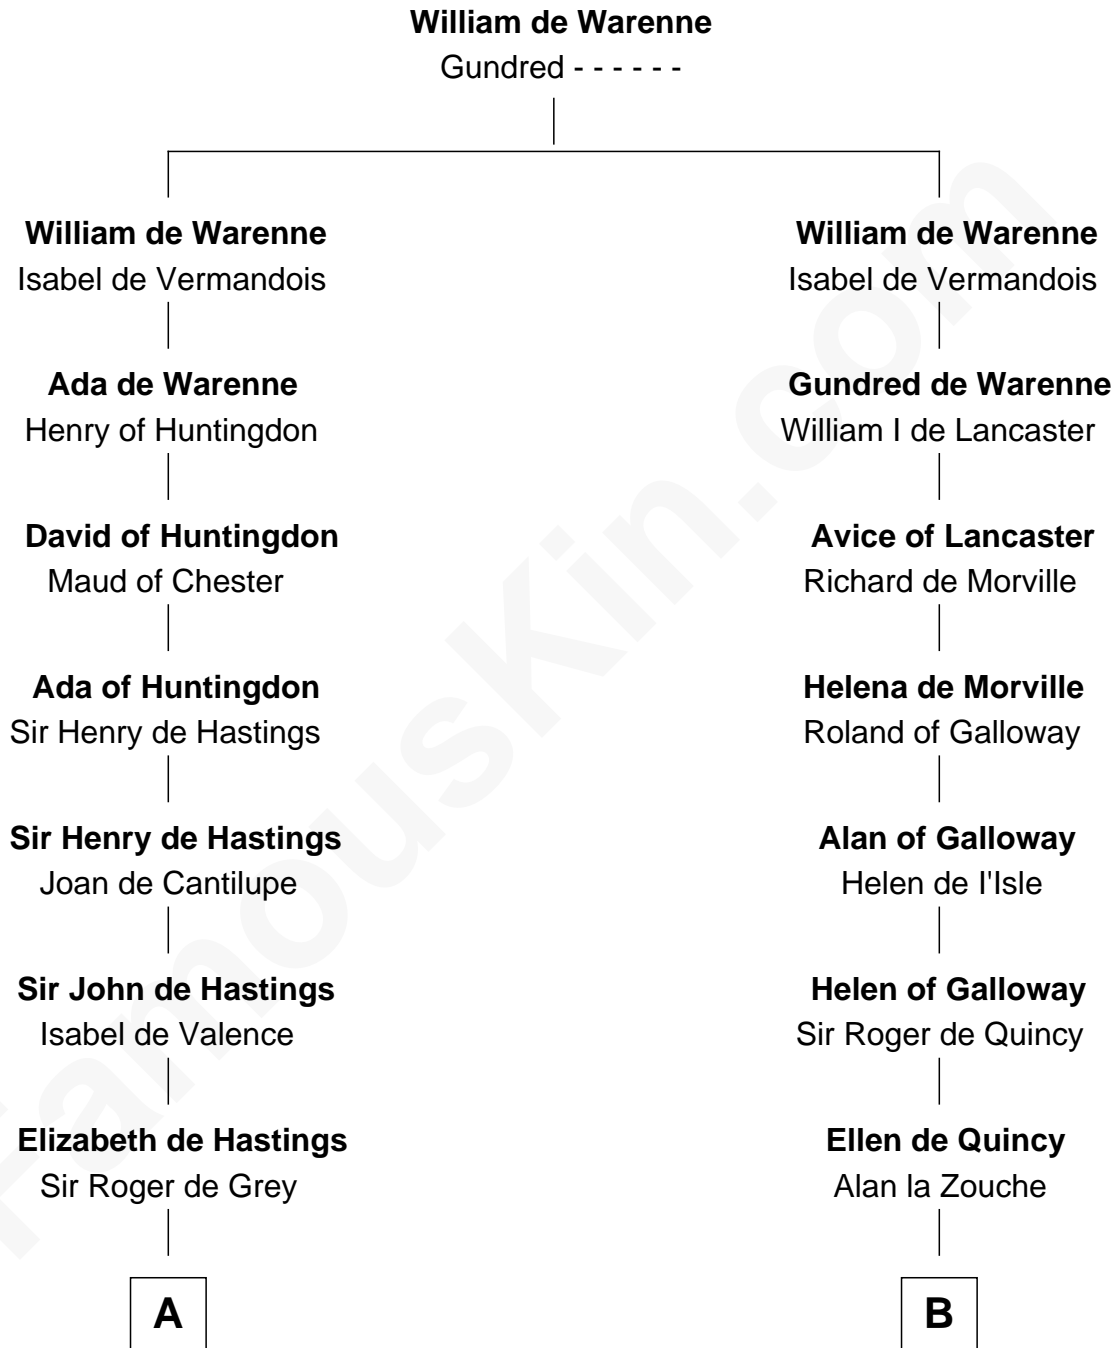 William de Warenne
Gundred - - - - - -
William de Warenne
Isabel de Vermandois
William de Warenne
Isabel de Vermandois
Ada de Warenne
Henry of Huntingdon
Gundred de Warenne
William I de Lancaster
David of Huntingdon
Maud of Chester
Avice of Lancaster
Richard de Morville
Ada of Huntingdon
Sir Henry de Hastings
Helena de Morville
Roland of Galloway
Sir Henry de Hastings
Joan de Cantilupe
Alan of Galloway
Helen de I'Isle
Sir John de Hastings
Isabel de Valence
Helen of Galloway
Sir Roger de Quincy
Elizabeth de Hastings
Sir Roger de Grey
Ellen de Quincy
Alan la Zouche
A
B
FamousKin.com